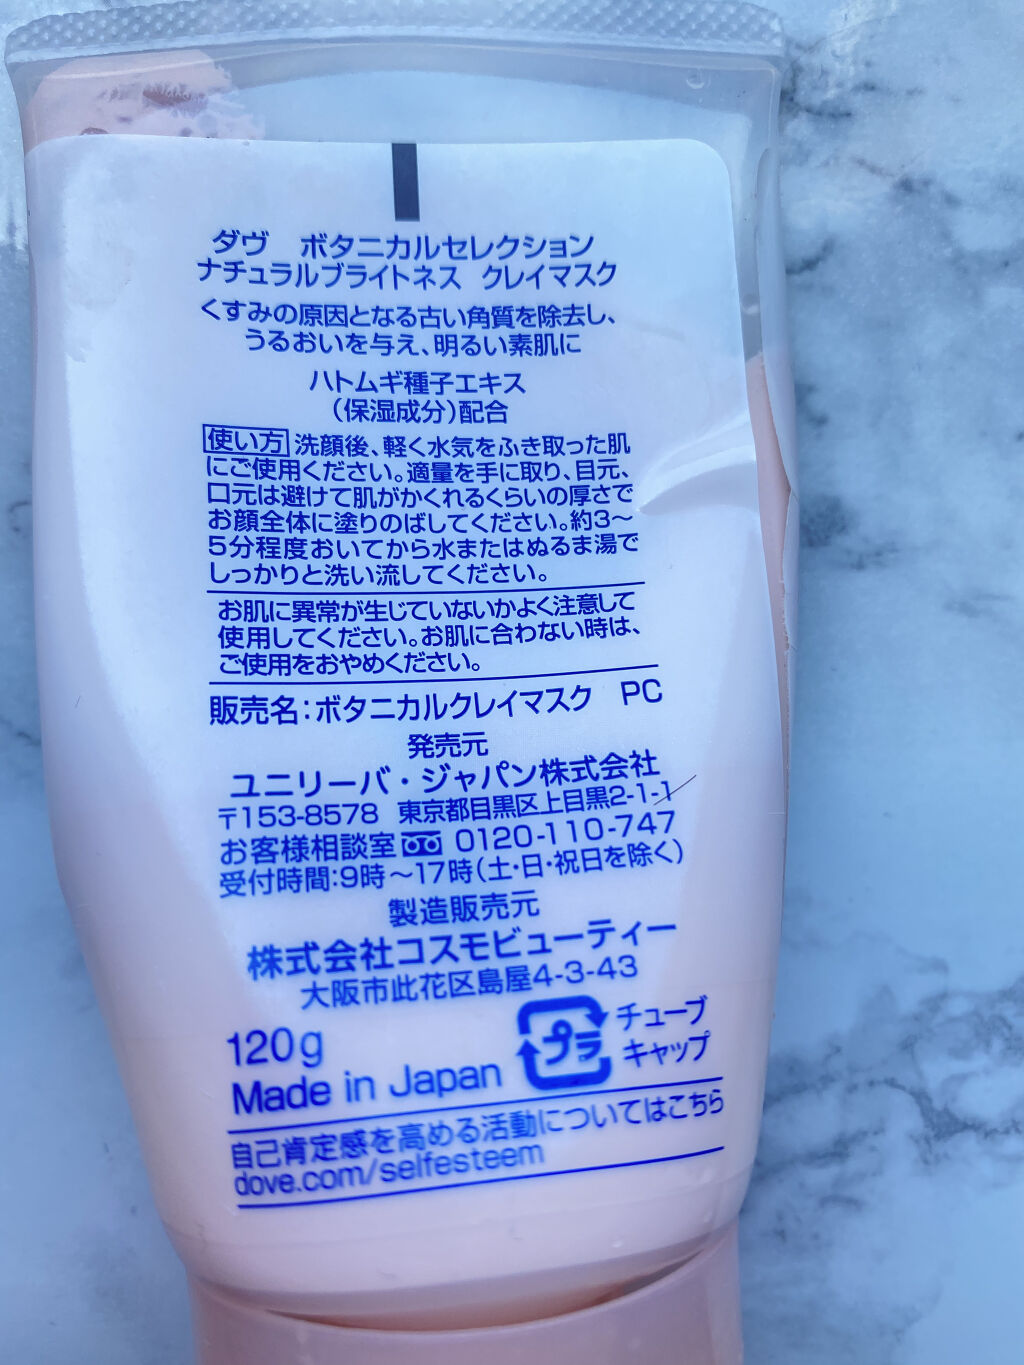 ダヴ ボタニカルセレクション
ナチュラルブライトネス クレイマスク
くすみの原因となる古い角質を除去し、
うるおいを与え、明るい素肌に
ハトムギ種子エキス
（保湿成分）配合
使い方 洗顔後、軽く水気をふき取った肌
にご使用ください。適量を手に取り、目元、
口元は避けて肌がかくれるくらいの厚さで
お顔全体に塗りのばしてください。約3〜
5分程度おいてから水またはぬるま湯で
しっかりと洗い流してください。
お肌に異常が生じていないかよく注意して
使用してください。お肌に合わない時は、
ご使用をおやめください。
販売名：ボタニカルクレイマスク PC
発売元
ユニリーバ・ジャパン株式会社
〒153-8578 東京都目黒区上目黒2-1-1
お客様相談室 0120-110-747
受付時間：9時〜17時（土・日・祝日を除く）
製造販売元
株式会社コスモビューティー
大阪市此花区島屋4-3-43
120g
Made in Japan
プラ
チューブ
キャップ
自己肯定感を高める活動についてはこちら
dove.com/selfesteem